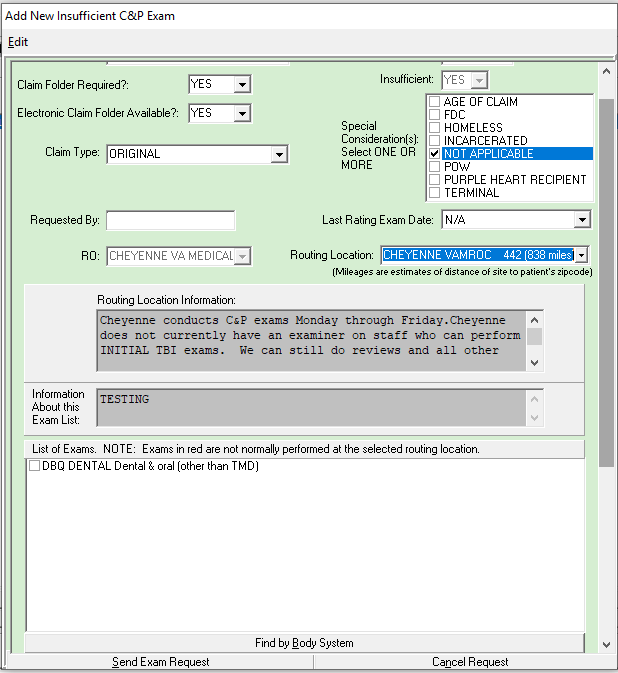 Add New Insufficient C&P Exam
Edit
Claim Folder Required?: YES
Insufficient: YES
Electronic Claim Folder Available?: YES
Claim Type: ORIGINAL
Special
Consideration(s):
Select ONE OR
MORE
AGE OF CLAIM
FDC
HOMELESS
INCARCERATED
NOT APPLICABLE
POW
PURPLE HEART RECIPIENT
TERMINAL
Requested By:
Last Rating Exam Date: N/A
RO: CHEYENNE VA MEDICAL
Routing Location: CHEYENNE VAMROC 442 (838 miles
(Mileages are estimates of distance of site to patient's zipcode)
Routing Location Information:
Cheyenne conducts C&P exams Monday through Friday.Cheyenne
does not currently have an examiner on staff who can perform
INITIAL TBI exams. We can still do reviews and all other
Information
About this
Exam List:
TESTING
List of Exams. NOTE: Exams in red are not normally performed at the selected routing location.
DBQ DENTAL Dental & oral (other than TMD)
Find by Body System
Send Exam Request
Cancel Request